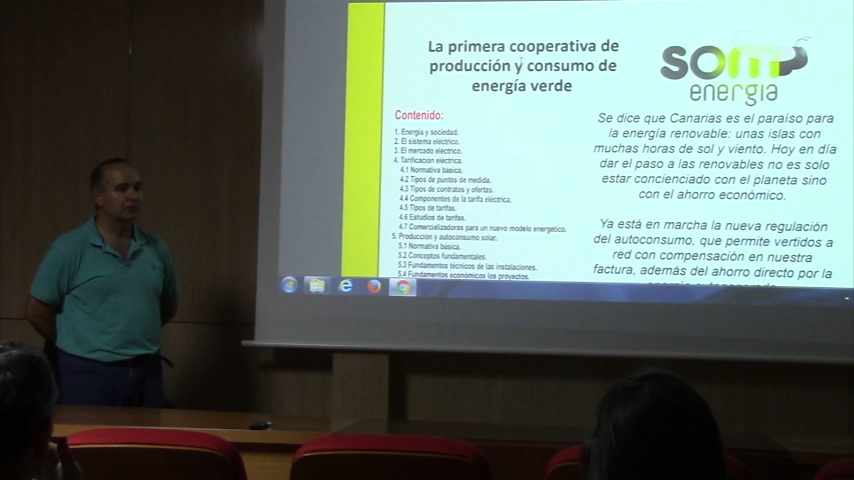 La primera cooperativa de
producción y consumo de
energía verde
som
energia
Contenido:
1. Energía y sociedad.
2. El sistema eléctrico.
3. El mercado eléctrico.
4. Tarificación eléctrica.
4.1 Normativa básica.
4.2 Tipos de puntos de medida.
4.3 Tipos de contratos y ofertas.
4.4 Componentes de la tarifa eléctrica.
4.5 Tipos de tarifas.
4.6 Estudios de tarifas.
4.7 Comercializadoras para un nuevo modelo energético.
5. Producción y autoconsumo solar.
5.1 Normativa básica.
5.2 Conceptos fundamentales.
5.3 Fundamentos técnicos de las instalaciones.
5.4 Fundamentos económicos los proyectos.
Se dice que Canarias es el paraíso para
la energía renovable: unas islas con
muchas horas de sol y viento. Hoy en día
dar el paso a las renovables no es solo
estar concienciado con el planeta sino
con el ahorro económico.
Ya está en marcha la nueva regulación
del autoconsumo, que permite vertidos a
red con compensación en nuestra
factura, además del ahorro directo por la